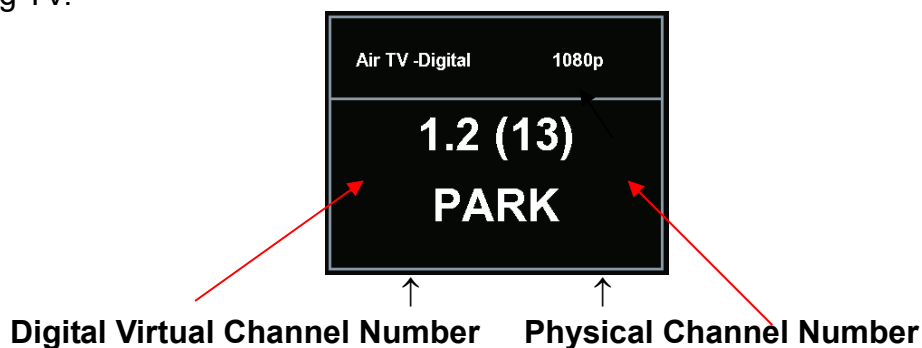 g TV.
Air TV -Digital 1080p
1.2 (13)
PARK
↑ ↑
Digital Virtual Channel Number Physical Channel Number